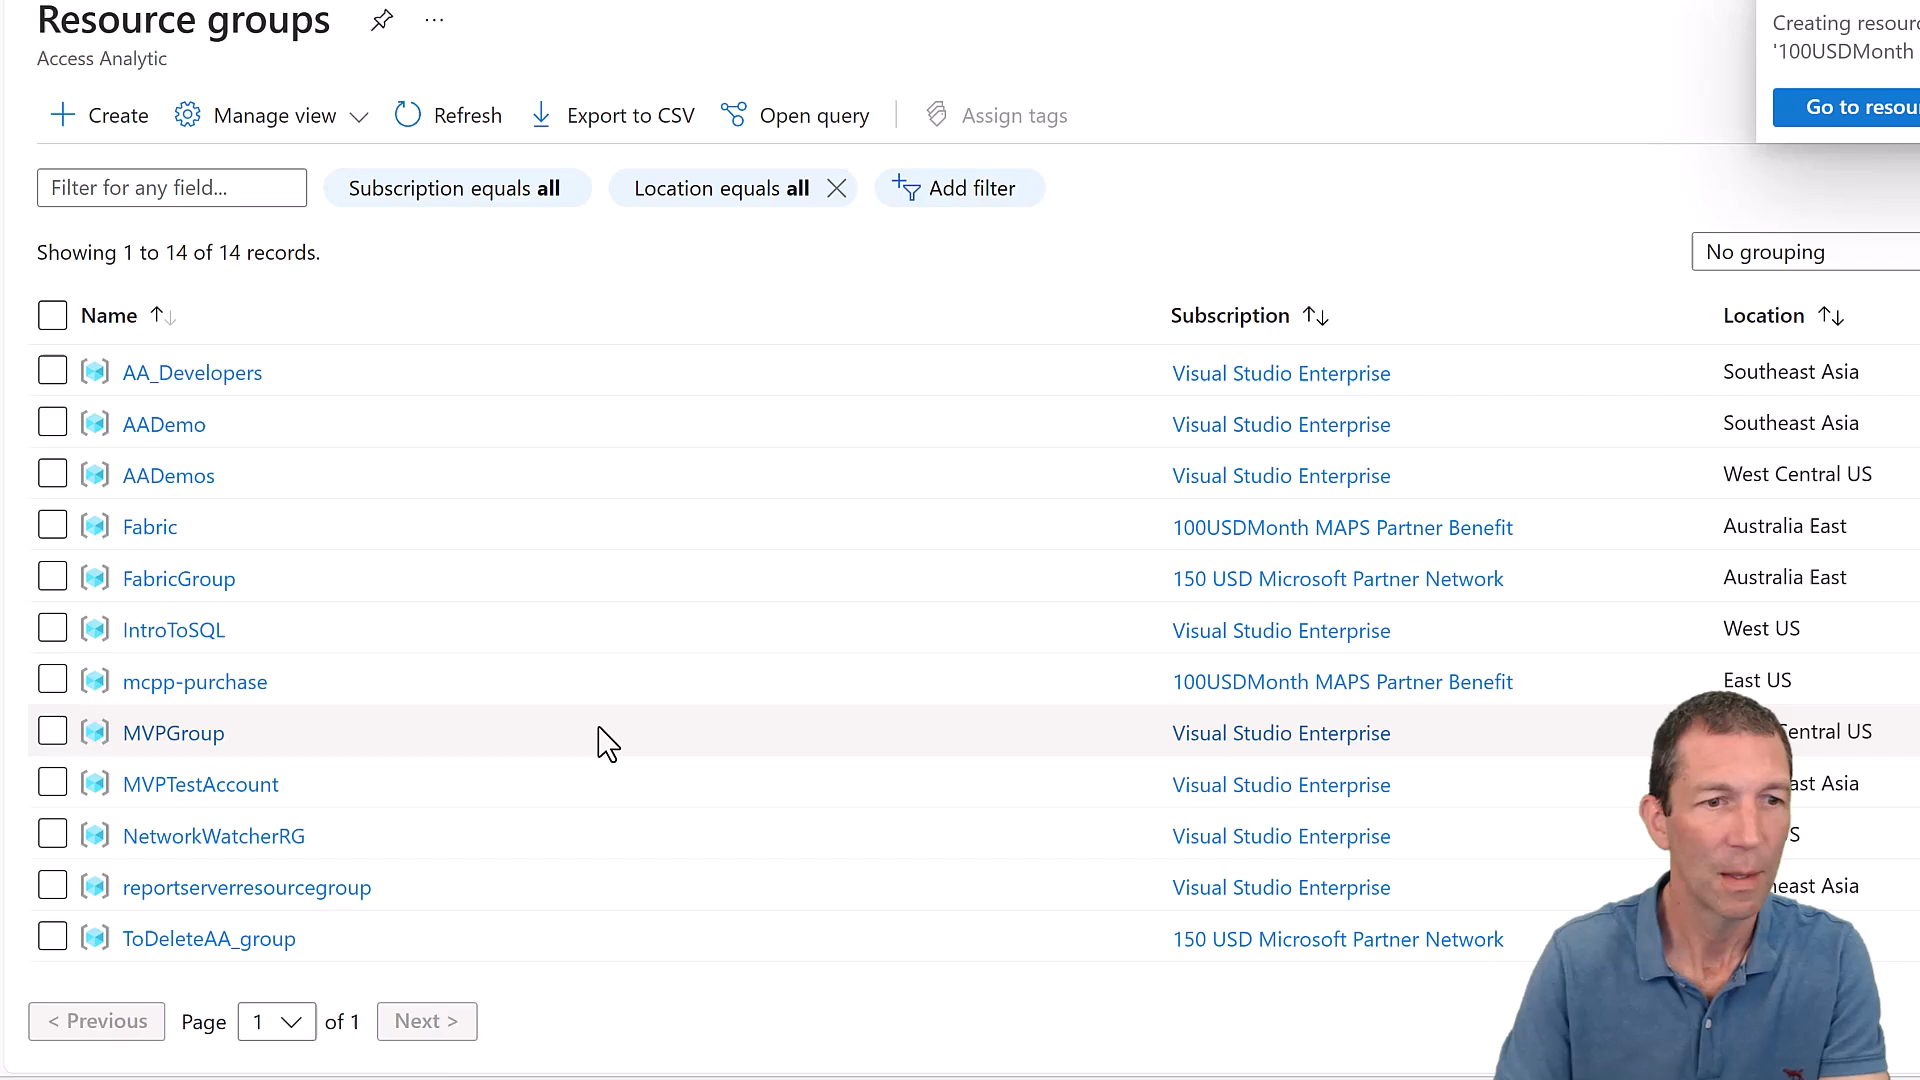 Resource groups
Access Analytic
Creating
'100USDMonth
Go to
Create Manage view Refresh Export to CSV Open query Assign tags
Filter for any field... Subscription equals all Location equals all Add filter
Showing 1 to 14 of 14 records.
No grouping
Name Subscription Location
AA_Developers Visual Studio Enterprise Southeast Asia
AADemo Visual Studio Enterprise Southeast Asia
AADemos Visual Studio Enterprise West Central US
Fabric 100USDMonth MAPS Partner Benefit Australia East
FabricGroup 150 USD Microsoft Partner Network Australia East
IntroToSQL Visual Studio Enterprise West US
mcpp-purchase 100USDMonth MAPS Partner Benefit East US
MVPGroup Visual Studio Enterprise Central US
MVPTestAccount Visual Studio Enterprise Asia
NetworkWatcherRG Visual Studio Enterprise
reportserverresourcegroup Visual Studio Enterprise Asia
ToDeleteAA_group 150 USD Microsoft Partner Network
< Previous Page 1 of 1 Next >